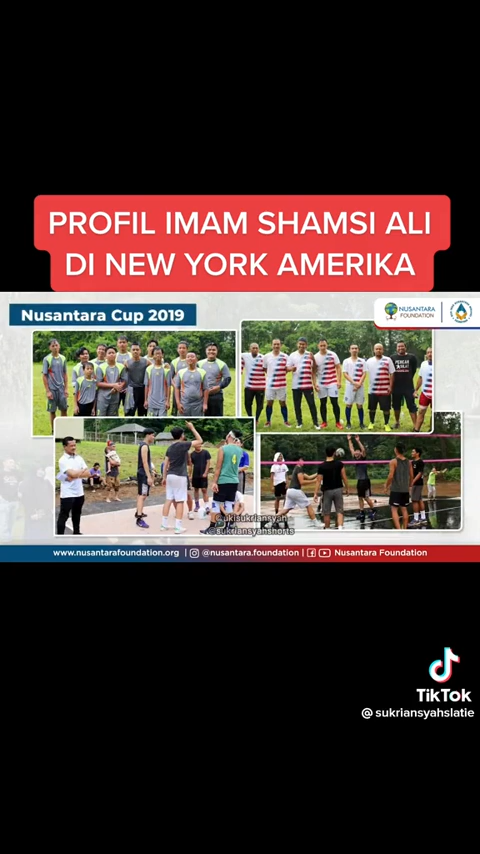 PROFIL IMAM SHAMSI ALI
DI NEW YORK AMERIKA
Nusantara Cup 2019
NUSANTARA
FOUNDATION
@ukisukriansyah
@sukriansyahshorts
www.nusantarafoundation.org | @nusantara.foundation | Nusantara Foundation
TikTok
@ sukriansyahslatie